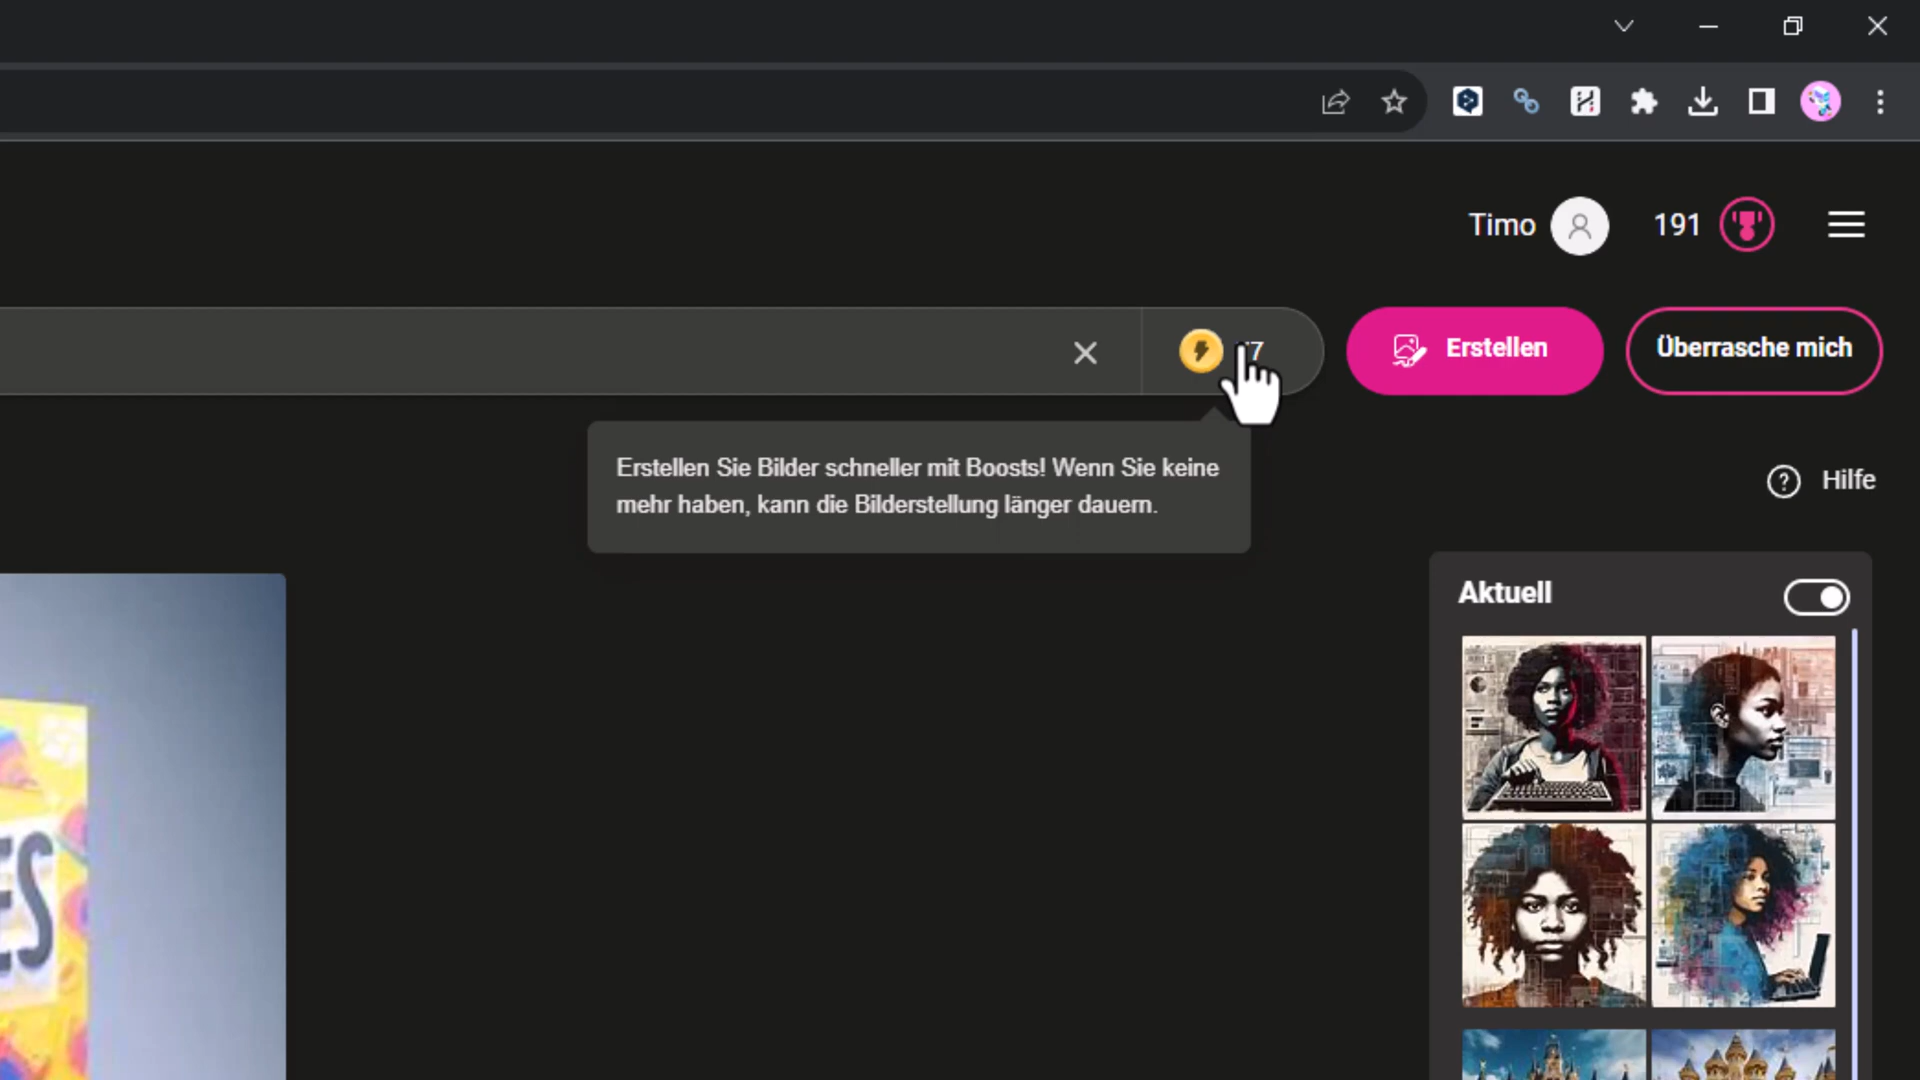 Timo 191
Erstellen
Überrasche mich
Erstellen Sie Bilder schneller mit Boosts! Wenn Sie keine
mehr haben, kann die Bilderstellung länger dauern.
Hilfe
Aktuell
ES